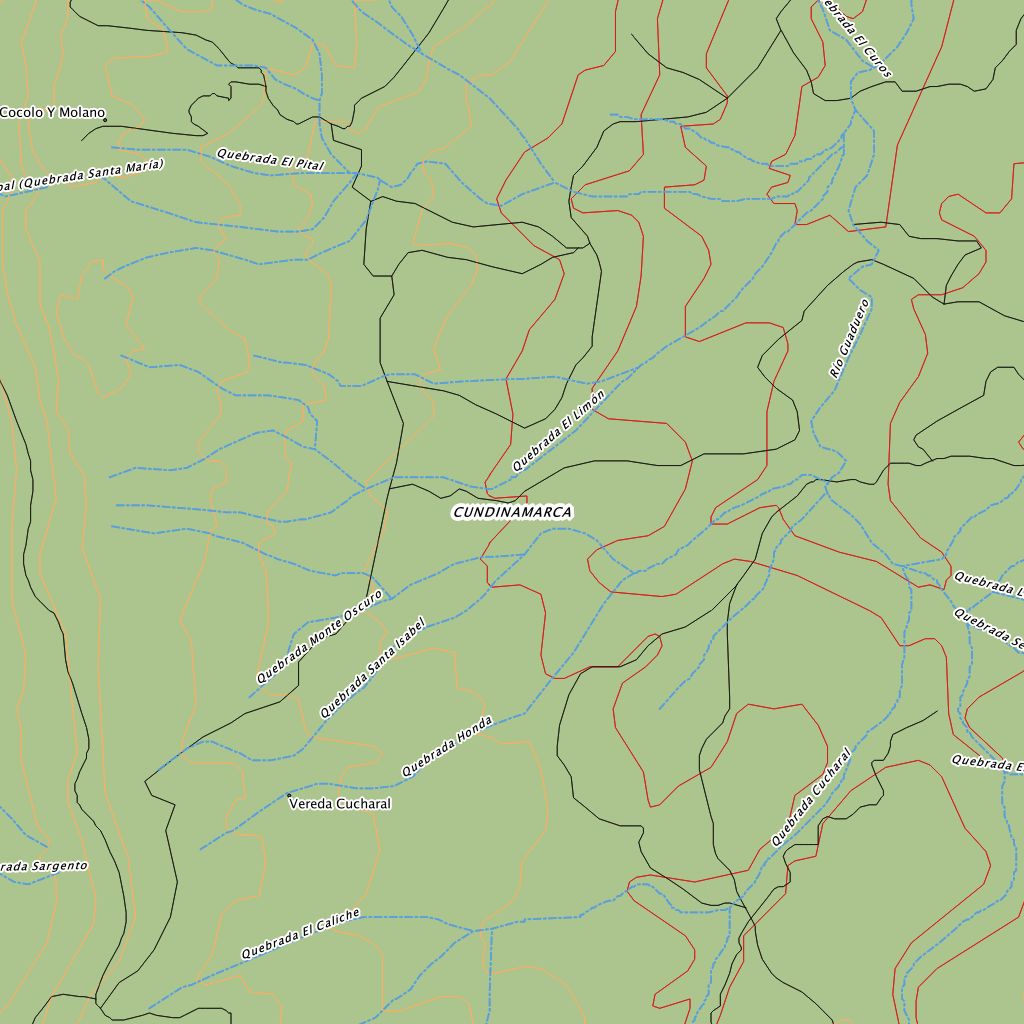 ebrada El Curos
Cocolo Y Molano
Quebrada El Pital
pal (Quebrada Santa María)
Río Guaduero
Quebrada El Limón
CUNDINAMARCA
Quebrada L
Quebrada Monte Oscuro
Quebrada Se
Quebrada Santa Isabel
Quebrada Honda
Quebrada E
Quebrada Cucharal
Vereda Cucharal
rada Sargento
Quebrada El Caliche